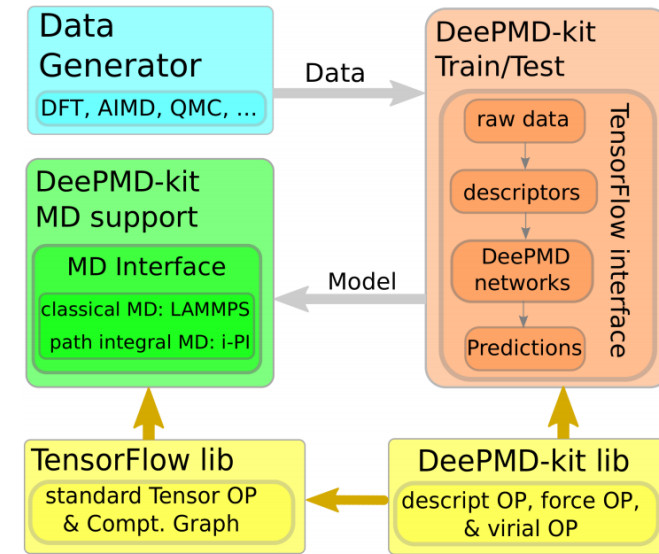 Data
Generator
DFT, AIMD, QMC, ...
Data
DeePMD-kit
Train/Test
raw data
descriptors
DeePMD
networks
Predictions
TensorFlow interface
DeePMD-kit
MD support
MD Interface
classical MD: LAMMPS
path integral MD: i-PI
Model
TensorFlow lib
standard Tensor OP
& Compt. Graph
DeePMD-kit lib
descript OP, force OP,
& virial OP